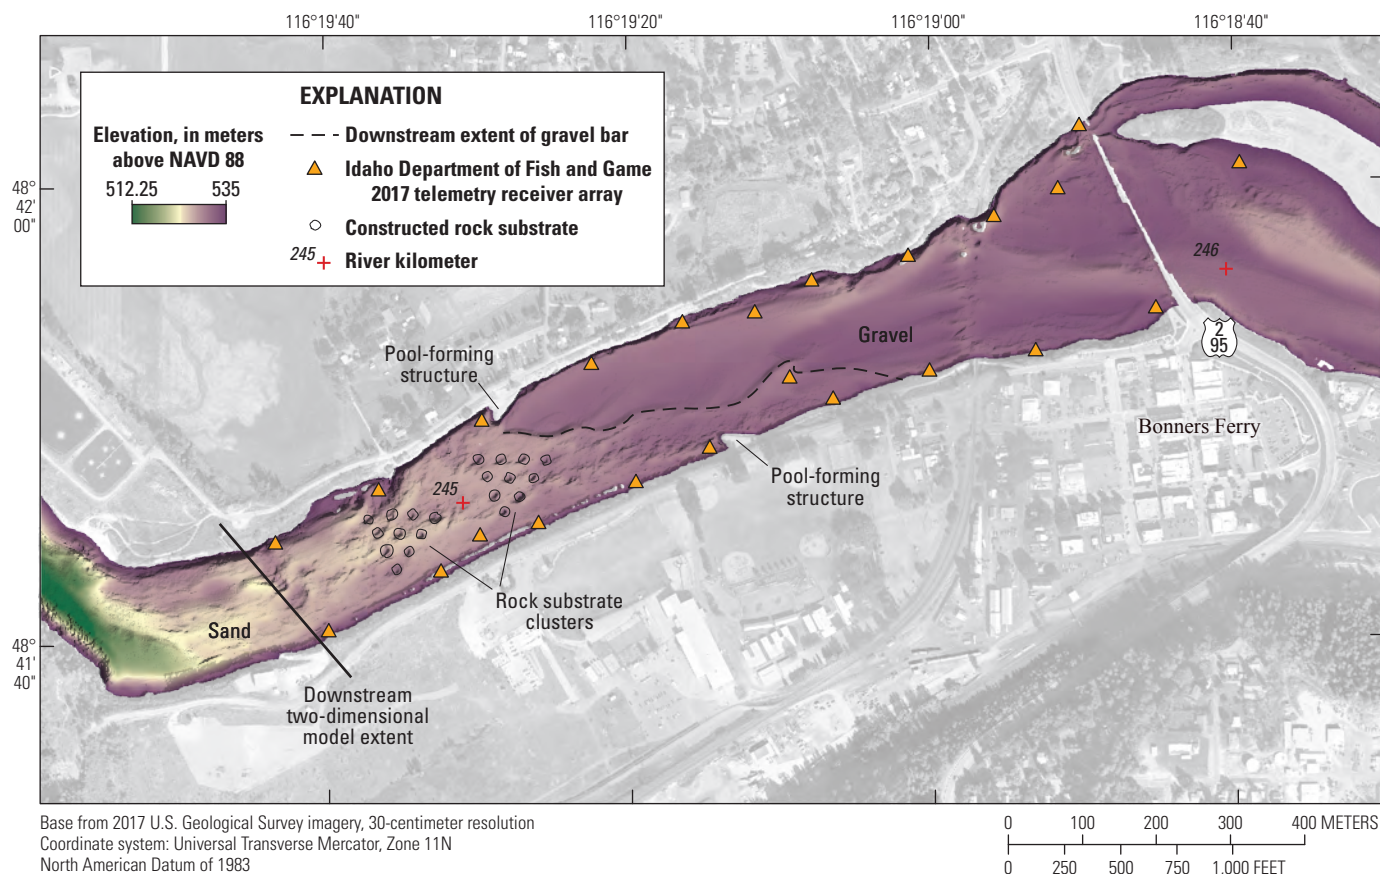 116°19'40"
116°19'20"
116°19'00"
116°18'40"
EXPLANATION
Elevation, in meters
above NAVD 88
512.25
535
Downstream extent of gravel bar
Idaho Department of Fish and Game
2017 telemetry receiver array
Constructed rock substrate
245
River kilometer
48°
42'
00"
246
2
95
Gravel
Pool-forming
structure
Bonners Ferry
245
Pool-forming
structure
Rock substrate
clusters
Sand
48°
41'
40"
Downstream
two-dimensional
model extent
Base from 2017 U.S. Geological Survey imagery, 30-centimeter resolution
Coordinate system: Universal Transverse Mercator, Zone 11N
North American Datum of 1983
0 100 200 300 400 METERS
0 250 500 750 1,000 FEET